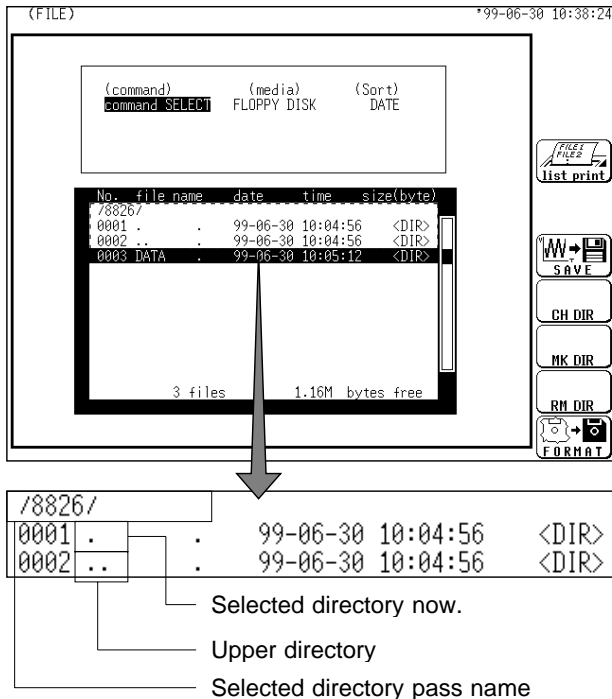 (FILE) '99-06-30 10:38:24
(command) (media) (Sort)
command SELECT FLOPPY DISK DATE
FILE1
FILE2
list print
No. file name date time size(byte)
/8826/
0001 . . 99-06-30 10:04:56 <DIR>
0002 .. . 99-06-30 10:04:56 <DIR>
0003 DATA . 99-06-30 10:05:12 <DIR>
SAVE
CH DIR
MK DIR
3 files 1.16M bytes free
RM DIR
FORMAT
/8826/
0001 . . 99-06-30 10:04:56 <DIR>
0002 .. . 99-06-30 10:04:56 <DIR>
Selected directory now.
Upper directory
Selected directory pass name